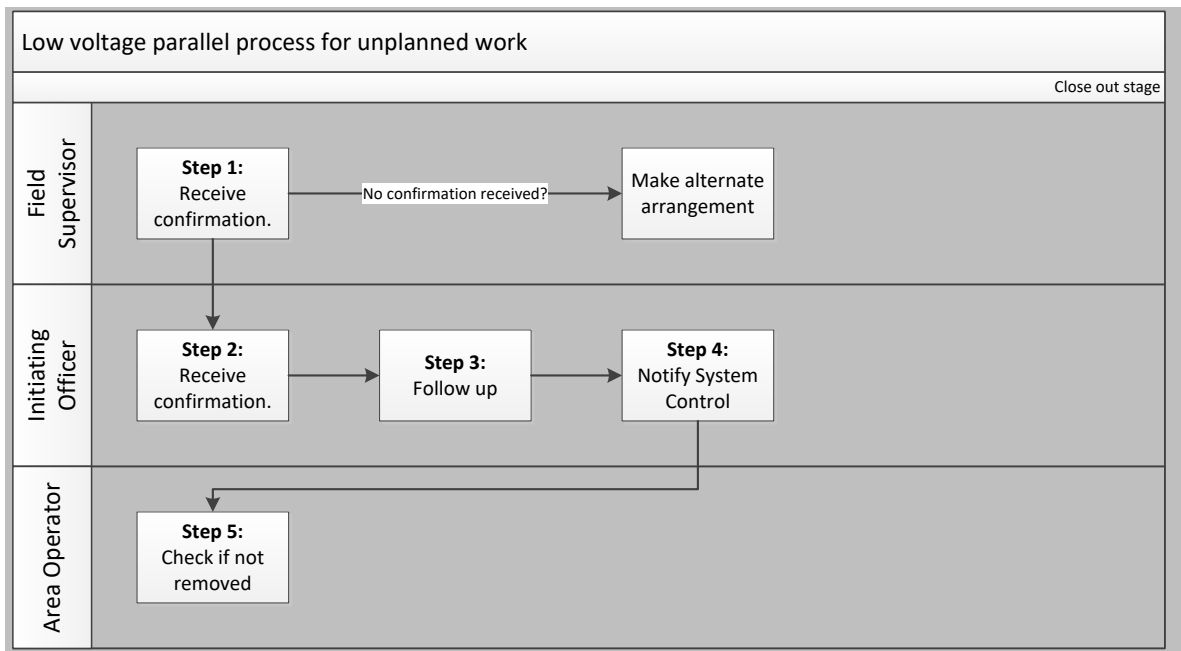 Low voltage parallel process for unplanned work
Close out stage
Field
Supervisor
Step 1:
Receive
confirmation.
No confirmation received?
Make alternate
arrangement
Initiating
Officer
Step 2:
Receive
confirmation.
Step 3:
Follow up
Step 4:
Notify System
Control
Area Operator
Step 5:
Check if not
removed